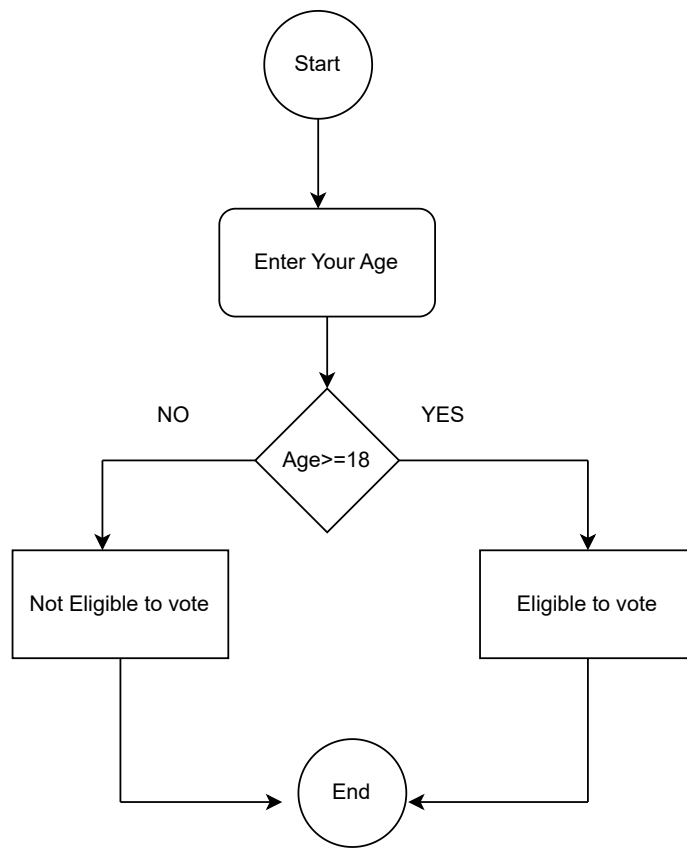 Start
Enter Your Age
NO
YES
Age>=18
Not Eligible to vote
Eligible to vote
End